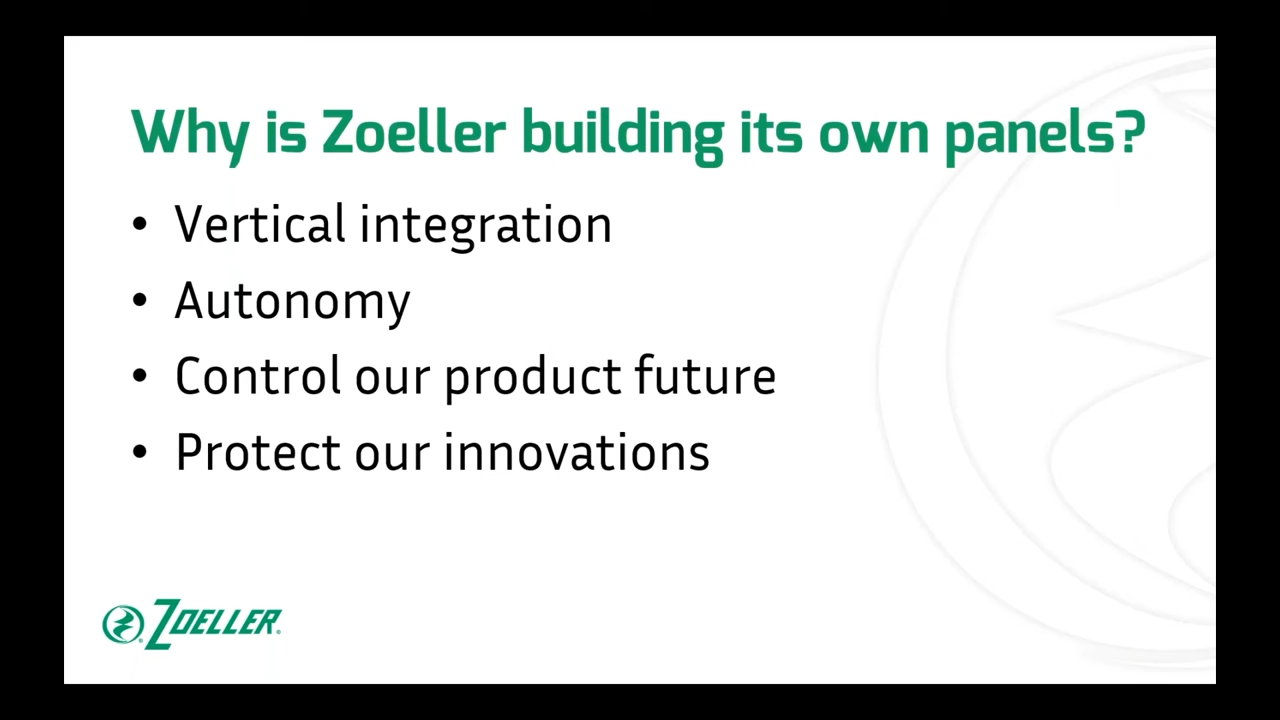 Why is Zoeller building its own panels?
• Vertical integration
• Autonomy
• Control our product future
• Protect our innovations
ZOELLER